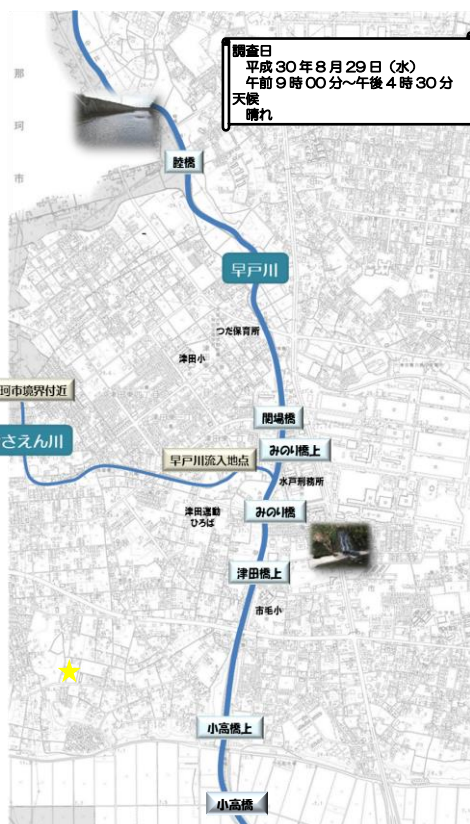 調査日
平成30年8月29日（水）
午前9時00分～午後4時30分
天候
晴れ
那
珂
市
睦橋
早戸川
つだ保育所
津田小
珂市境界付近
関場橋
さえん川
みのり橋上
早戸川流入地点
水戸刑務所
津田運動
ひろば
みのり橋
津田橋上
市毛小
小高橋上
小高橋